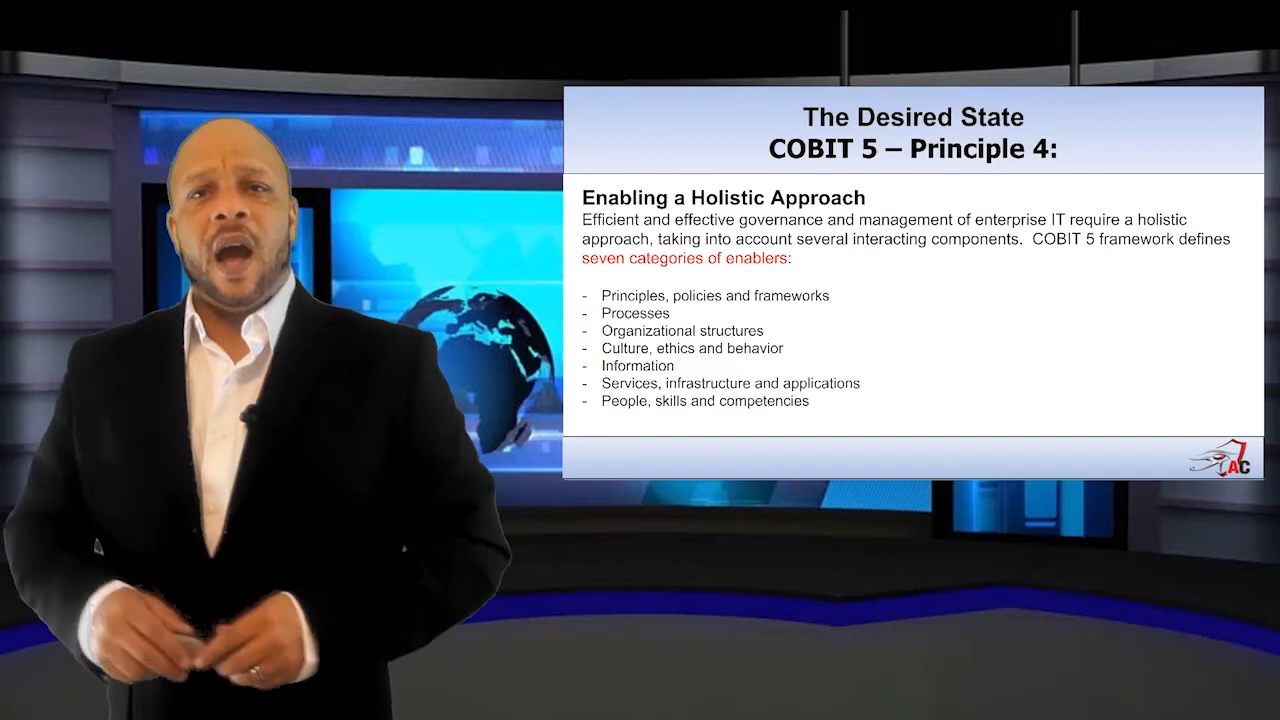 The Desired State
COBIT 5 – Principle 4:
Enabling a Holistic Approach
Efficient and effective governance and management of enterprise IT require a holistic
approach, taking into account several interacting components.  COBIT 5 framework defines
seven categories of enablers:
- Principles, policies and frameworks
- Processes
- Organizational structures
- Culture, ethics and behavior
- Information
- Services, infrastructure and applications
- People, skills and competencies
AC